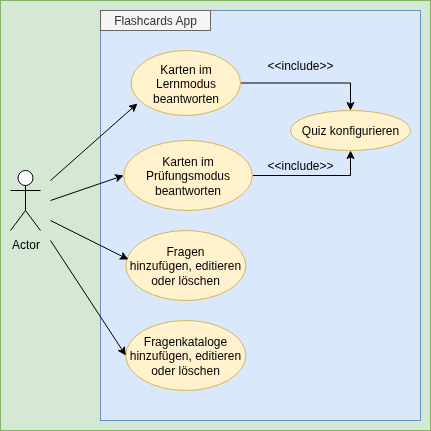 Flashcards App
Karten im
Lernmodus
beantworten
<<include>>
Quiz konfigurieren
Karten im
Prüfungsmodus
beantworten
<<include>>
Actor
Fragen
hinzufügen, editieren
oder löschen
Fragenkataloge
hinzufügen, editieren
oder löschen